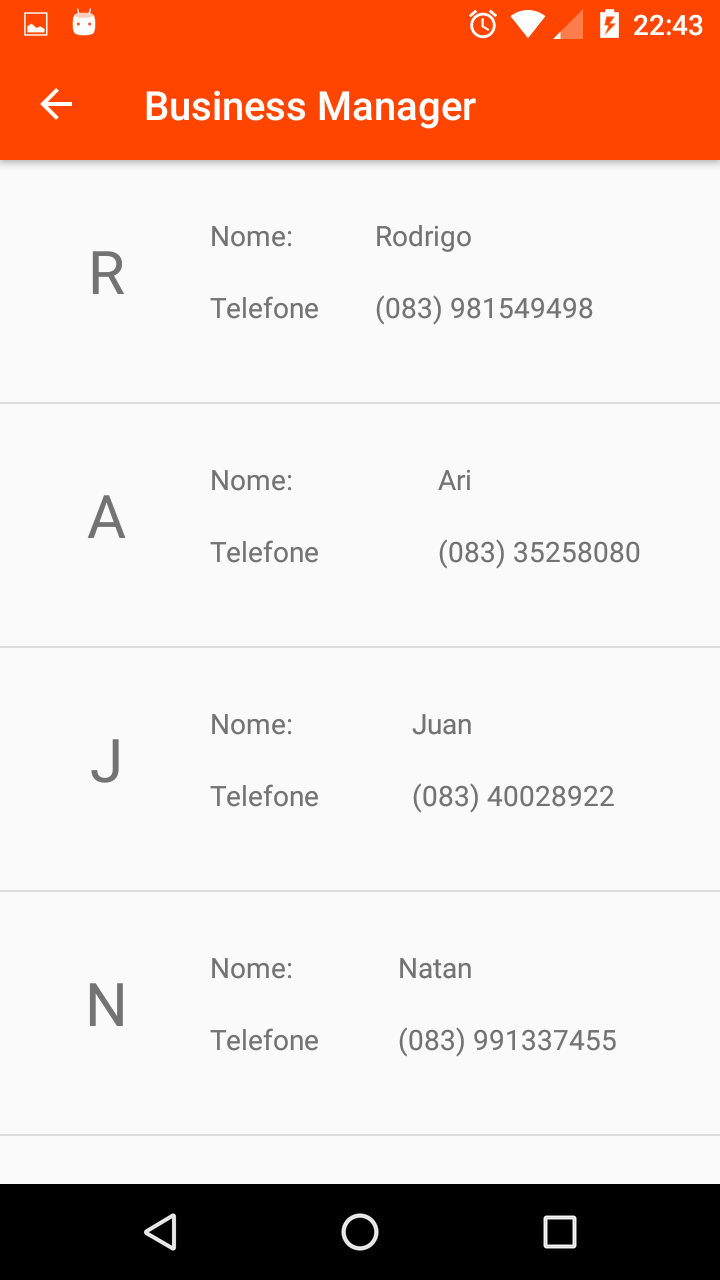 22:43
Business Manager
R
Nome: Rodrigo
Telefone (083) 981549498
A
Nome: Ari
Telefone (083) 35258080
J
Nome: Juan
Telefone (083) 40028922
N
Nome: Natan
Telefone (083) 991337455